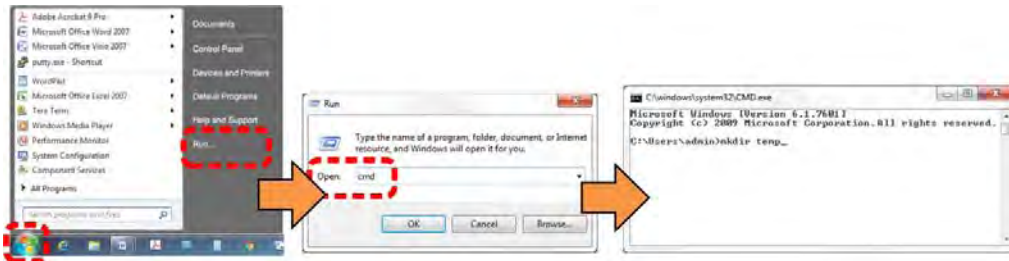 Adobe Acrobat 9 Pro
Microsoft Office Word 2007
Microsoft Office Visio 2007
putty.exe - Shortcut
WordPad
Microsoft Office Excel 2007
Tera Term
Windows Media Player
Performance Monitor
System Configuration
Component Services
All Programs
Search programs and files
Documents
Control Panel
Devices and Printers
Default Programs
Help and Support
Run...
Run
Type the name of a program, folder, document, or Internet
resource, and Windows will open it for you.
Open: cmd
OK Cancel Browse...
C:\windows\system32\CMD.exe
Microsoft Windows [Version 6.1.7601]
Copyright (c) 2009 Microsoft Corporation.All rights reserved.
C:\Users\admin>mkdir temp_